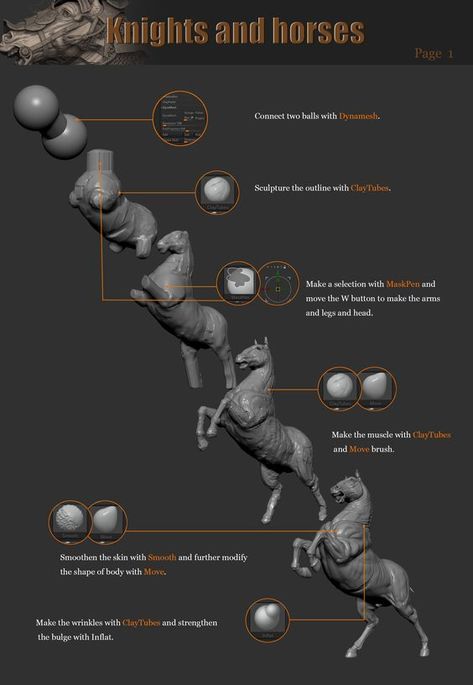 Knights and horses
Page 1
Connect two balls with Dynamesh.
Sculpture the outline with ClayTubes.
ClayTubes
Make a selection with MaskPen and
move the W button to make the arms
and legs and head.
MaskPen
ClayTubes
Move
Make the muscle with ClayTubes
and Move brush.
Smooth
Move
Smoothen the skin with Smooth and further modify
the shape of body with Move.
Make the wrinkles with ClayTubes and strengthen
the bulge with Inflat.
Inflat